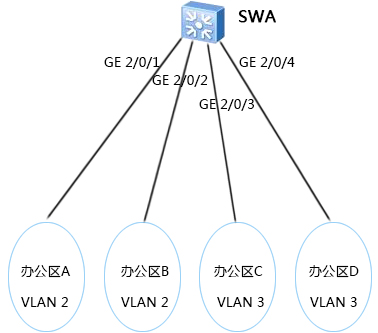 SWA
GE 2/0/1
GE 2/0/4
GE 2/0/2
GE 2/0/3
办公区A
VLAN 2
办公区B
VLAN 2
办公区C
VLAN 3
办公区D
VLAN 3